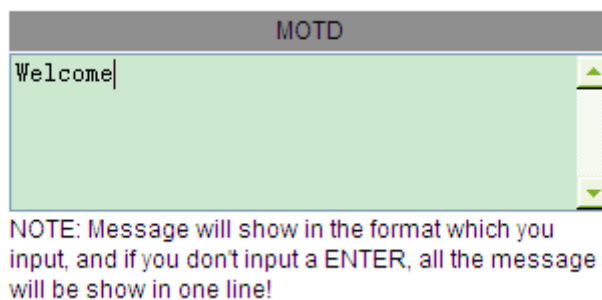 MOTD
Welcome
NOTE: Message will show in the format which you
input, and if you don't input a ENTER, all the message
will be show in one line!